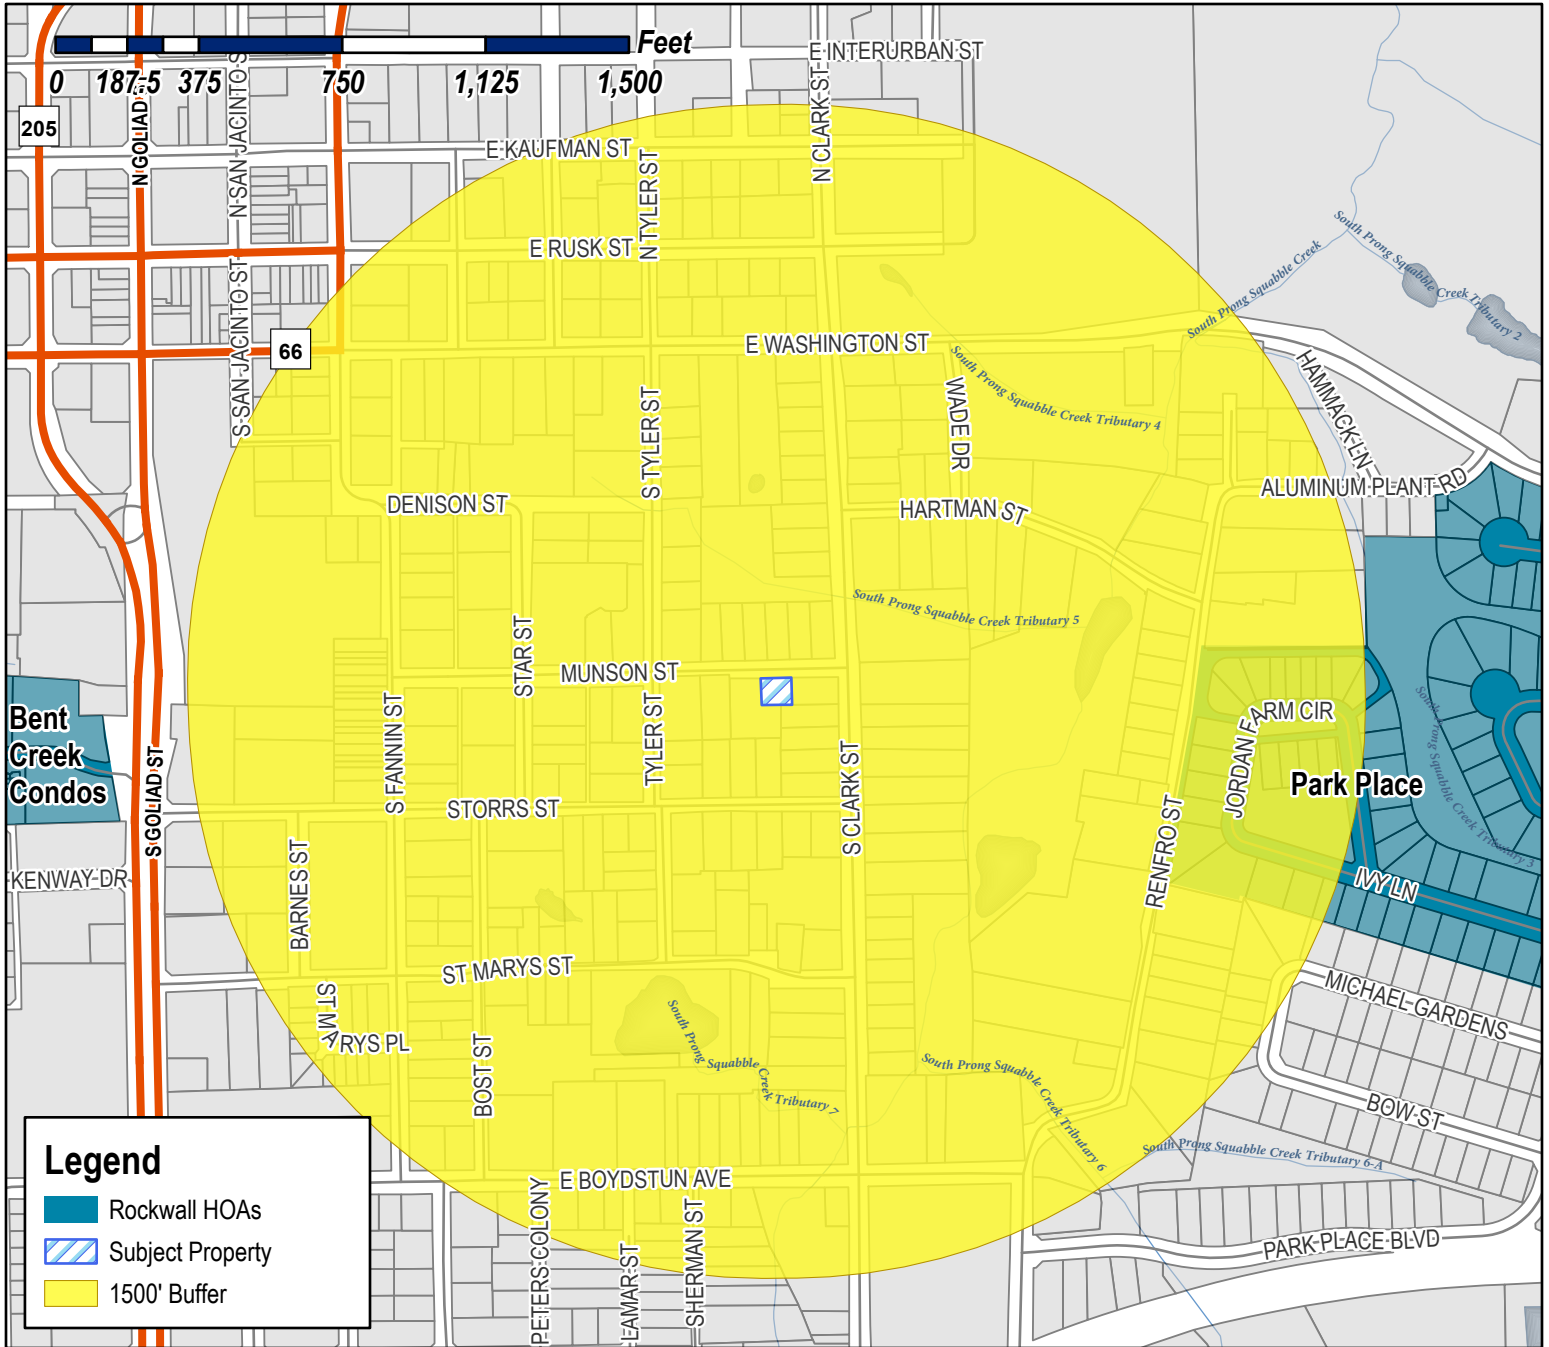 Feet
0 187.5 375 750 1,125 1,500
E INTERURBAN ST
205
N GOLIAD
N SAN JACINTO S
N CLARK ST
E KAUFMAN ST
N TYLER ST
E RUSK ST
South Prong Squabble Creek
South Prong Squabble Creek Tributary 2
S SAN JACINTO ST
66
E WASHINGTON ST
HAMMACK LN
WADE DR
South Prong Squabble Creek Tributary 4
S TYLER ST
DENISON ST
HARTMAN ST
ALUMINUM PLANT RD
South Prong Squabble Creek Tributary 5
STAR ST
MUNSON ST
S FANNIN ST
TYLER ST
S CLARK ST
JORDAN FARM CIR
South Prong Squabble Creek Tributary 3
Bent
Creek
Condos
S GOLIAD ST
Park Place
STORRS ST
RENFRO ST
KENWAY DR
BARNES ST
IVY LN
ST MARYS ST
ST MARYS PL
MICHAEL GARDENS
BOST ST
South Prong Squabble Creek Tributary 7
South Prong Squabble Creek Tributary 6
BOW ST
South Prong Squabble Creek Tributary 6-A
E BOYDSTUN AVE
PETERS COLONY
LAMAR ST
SHERMAN ST
PARK PLACE BLVD
Legend
Rockwall HOAs
Subject Property
1500' Buffer